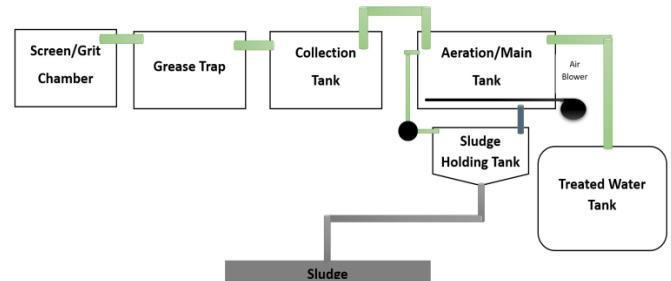 Screen/Grit
Chamber
Grease Trap
Collection
Tank
Aeration/Main
Tank
Air
Blower
Sludge
Holding Tank
Treated Water
Tank
Sludge